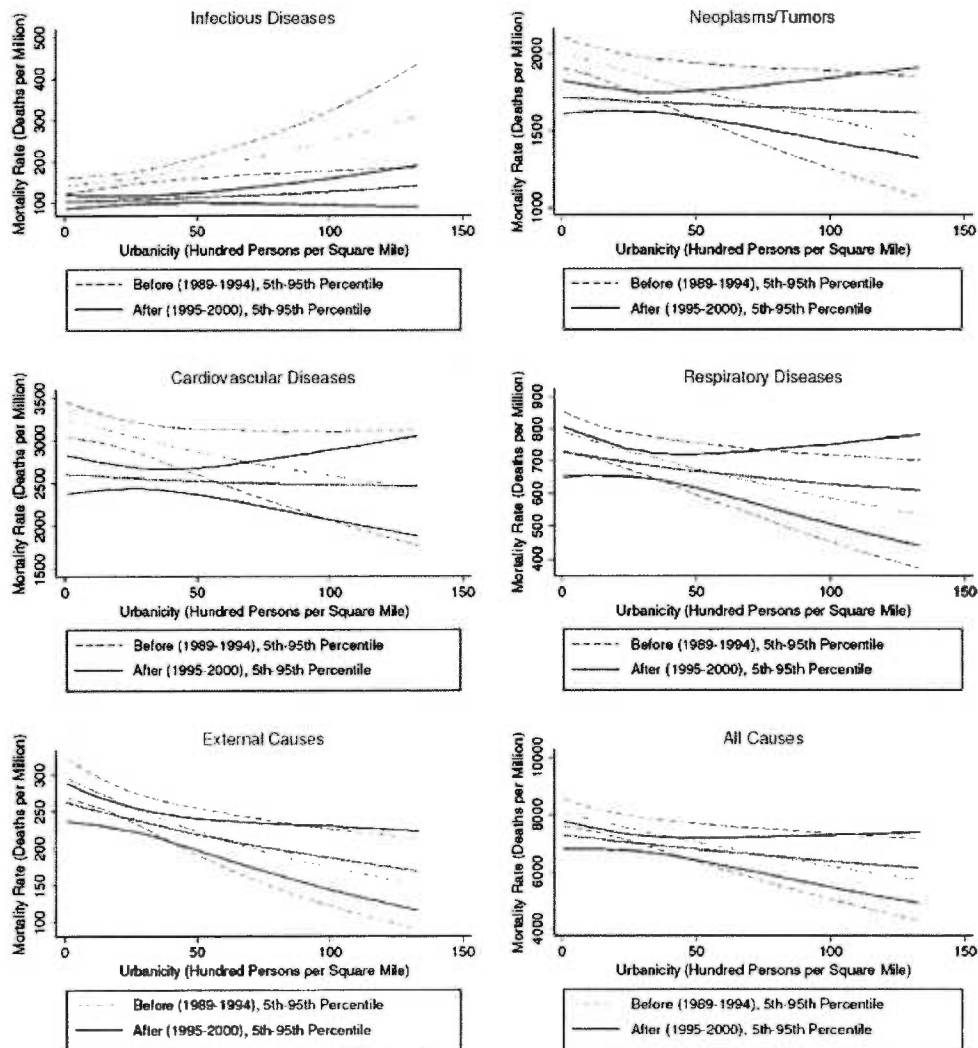 Infectious Diseases
Mortality Rate (Deaths per Million)
500
400
300
200
100
0 50 100 150
Urbanicity (Hundred Persons per Square Mile)
Before (1989-1994), 5th-95th Percentile
After (1995-2000), 5th-95th Percentile
Neoplasms/Tumors
Mortality Rate (Deaths per Million)
2000
1500
1000
0 50 100 150
Urbanicity (Hundred Persons per Square Mile)
Before (1989-1994), 5th-95th Percentile
After (1995-2000), 5th-95th Percentile
Cardiovascular Diseases
Mortality Rate (Deaths per Million)
3500
3000
2500
2000
1500
0 50 100 150
Urbanicity (Hundred Persons per Square Mile)
Before (1989-1994), 5th-95th Percentile
After (1995-2000), 5th-95th Percentile
Respiratory Diseases
Mortality Rate (Deaths per Million)
900
800
700
600
500
400
0 50 100 150
Urbanicity (Hundred Persons per Square Mile)
Before (1989-1994), 5th-95th Percentile
After (1995-2000), 5th-95th Percentile
External Causes
Mortality Rate (Deaths per Million)
300
250
200
150
100
0 50 100 150
Urbanicity (Hundred Persons per Square Mile)
Before (1989-1994), 5th-95th Percentile
After (1995-2000), 5th-95th Percentile
All Causes
Mortality Rate (Deaths per Million)
10000
8000
6000
4000
0 50 100 150
Urbanicity (Hundred Persons per Square Mile)
Before (1989-1994), 5th-95th Percentile
After (1995-2000), 5th-95th Percentile